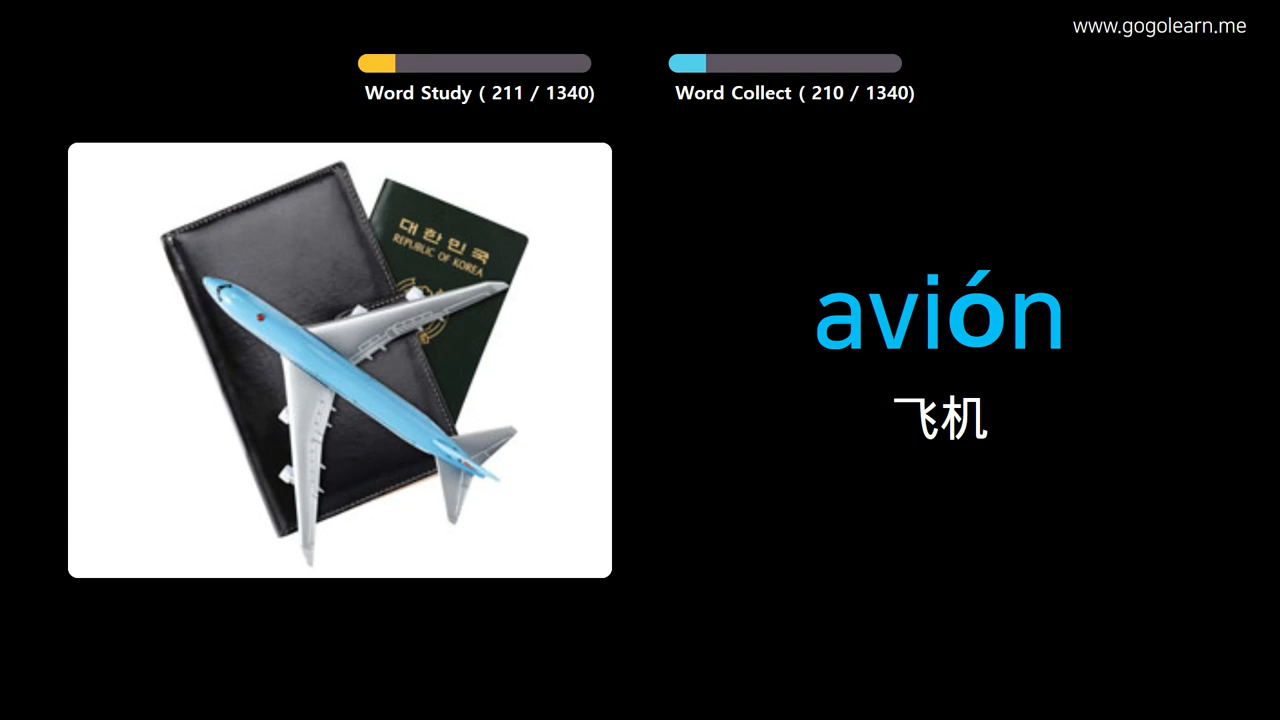 www.gogolearn.me
Word Study ( 211 / 1340)
Word Collect ( 210 / 1340)
대한민국
REPUBLIC OF KOREA
avión
飞机